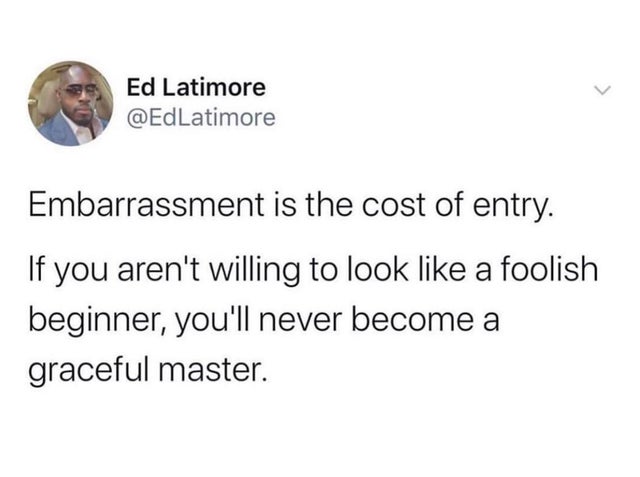 Ed Latimore
@EdLatimore
Embarrassment is the cost of entry.
If you aren't willing to look like a foolish
beginner, you'll never become a
graceful master.